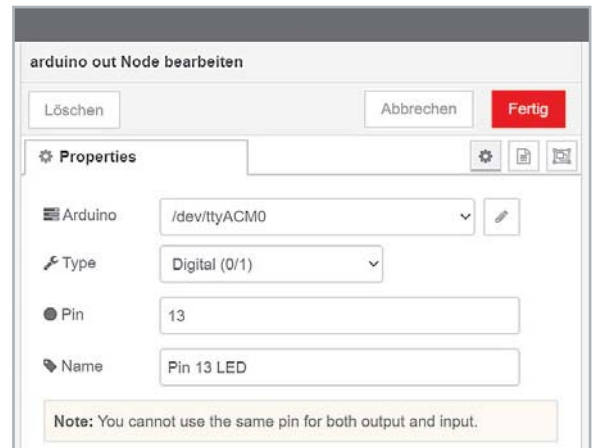 arduino out Node bearbeiten
Löschen Abbrechen Fertig
Properties
Arduino /dev/ttyACM0
Type Digital (0/1)
Pin 13
Name Pin 13 LED
Note: You cannot use the same pin for both output and input.